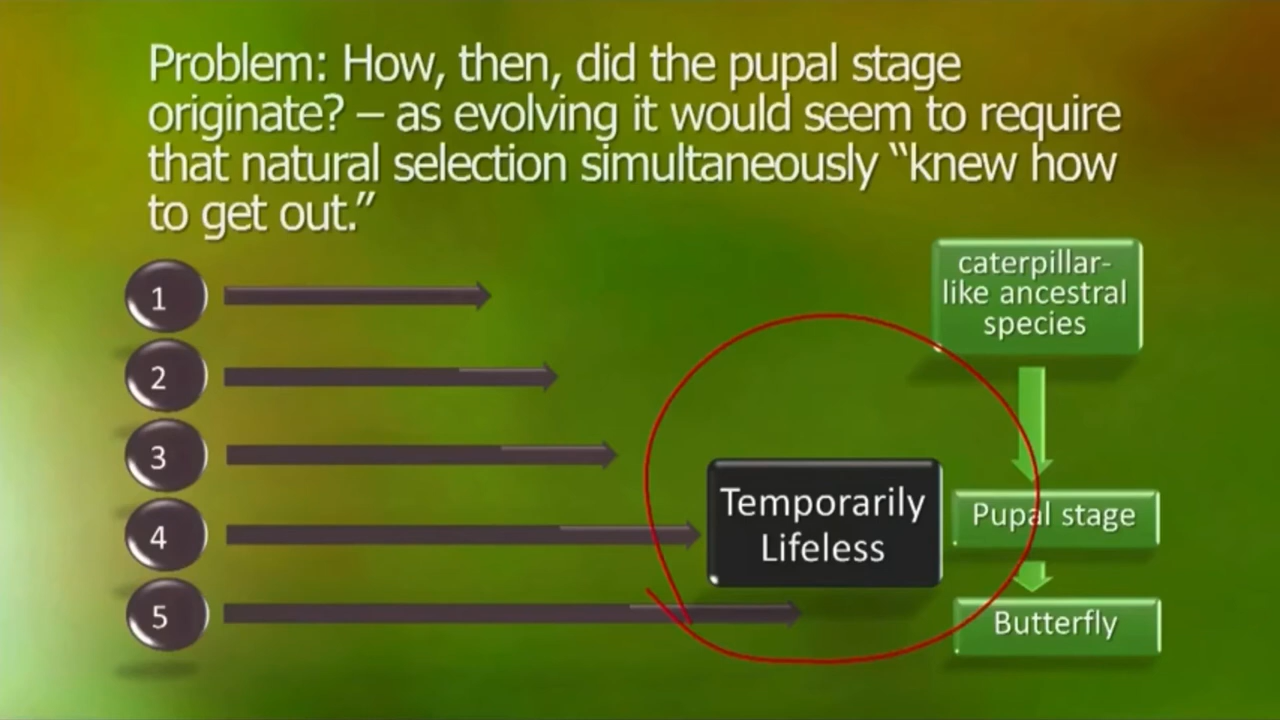 Problem: How, then, did the pupal stage
originate? – as evolving it would seem to require
that natural selection simultaneously “knew how
to get out.”
1
2
3
4
5
caterpillar-
like ancestral
species
Temporarily
Lifeless
Pupal stage
Butterfly